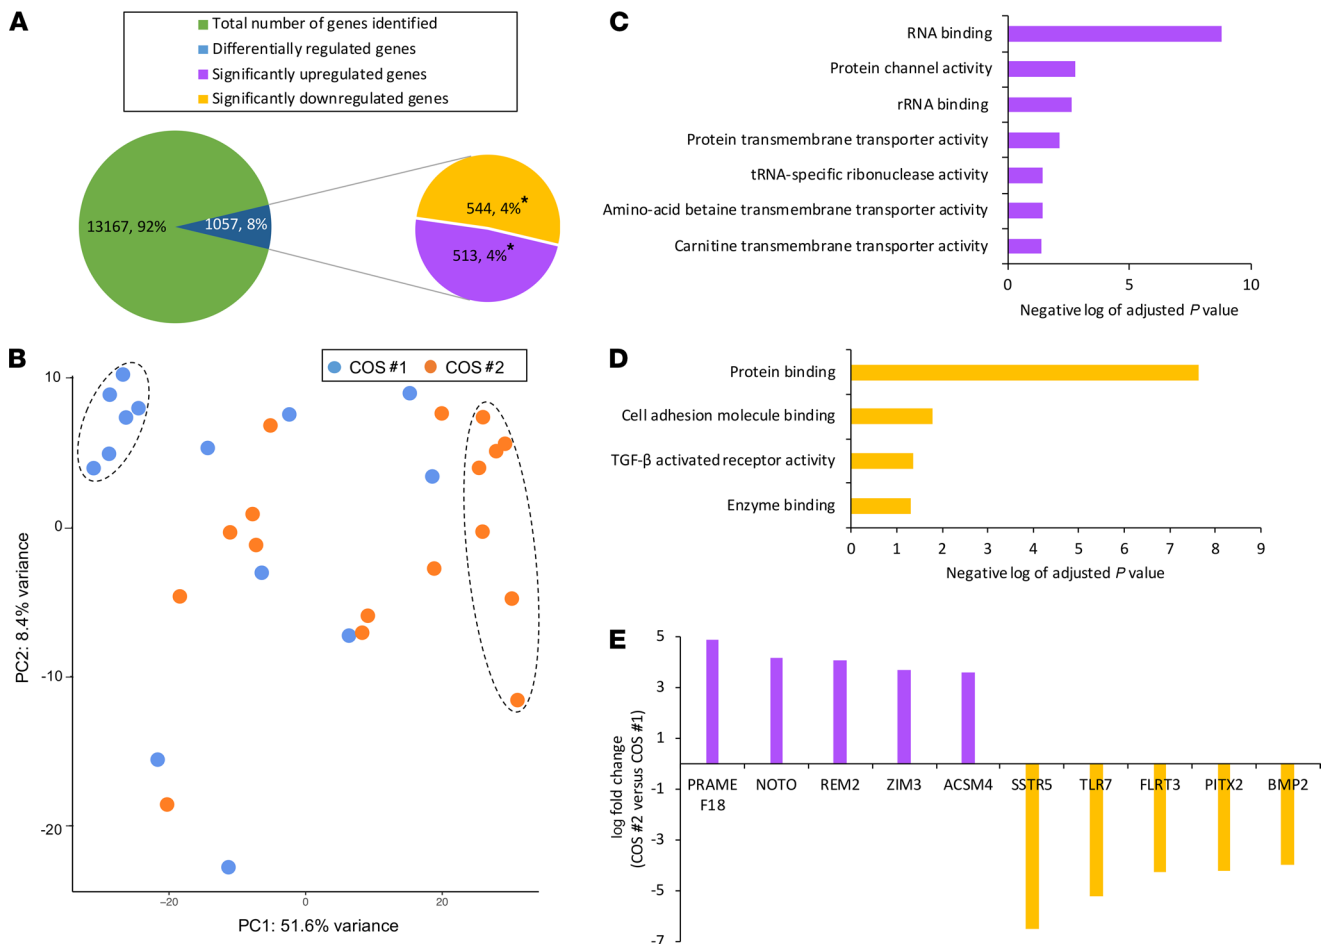 A
Total number of genes identified
Differentially regulated genes
Significantly upregulated genes
Significantly downregulated genes
13167, 92%
1057, 8%
544, 4%*
513, 4%*
B
COS #1
COS #2
10
0
-10
-20
PC2: 8.4% variance
−20
0
20
PC1: 51.6% variance
C
RNA binding
Protein channel activity
rRNA binding
Protein transmembrane transporter activity
tRNA-specific ribonuclease activity
Amino-acid betaine transmembrane transporter activity
Carnitine transmembrane transporter activity
0
5
10
Negative log of adjusted P value
D
Protein binding
Cell adhesion molecule binding
TGF-β activated receptor activity
Enzyme binding
0
1
2
3
4
5
6
7
8
9
Negative log of adjusted P value
E
5
3
1
-1
-3
-5
-7
log fold change
(COS #2 versus COS #1)
PRAME
F18
NOTO
REM2
ZIM3
ACSM4
SSTR5
TLR7
FLRT3
PITX2
BMP2